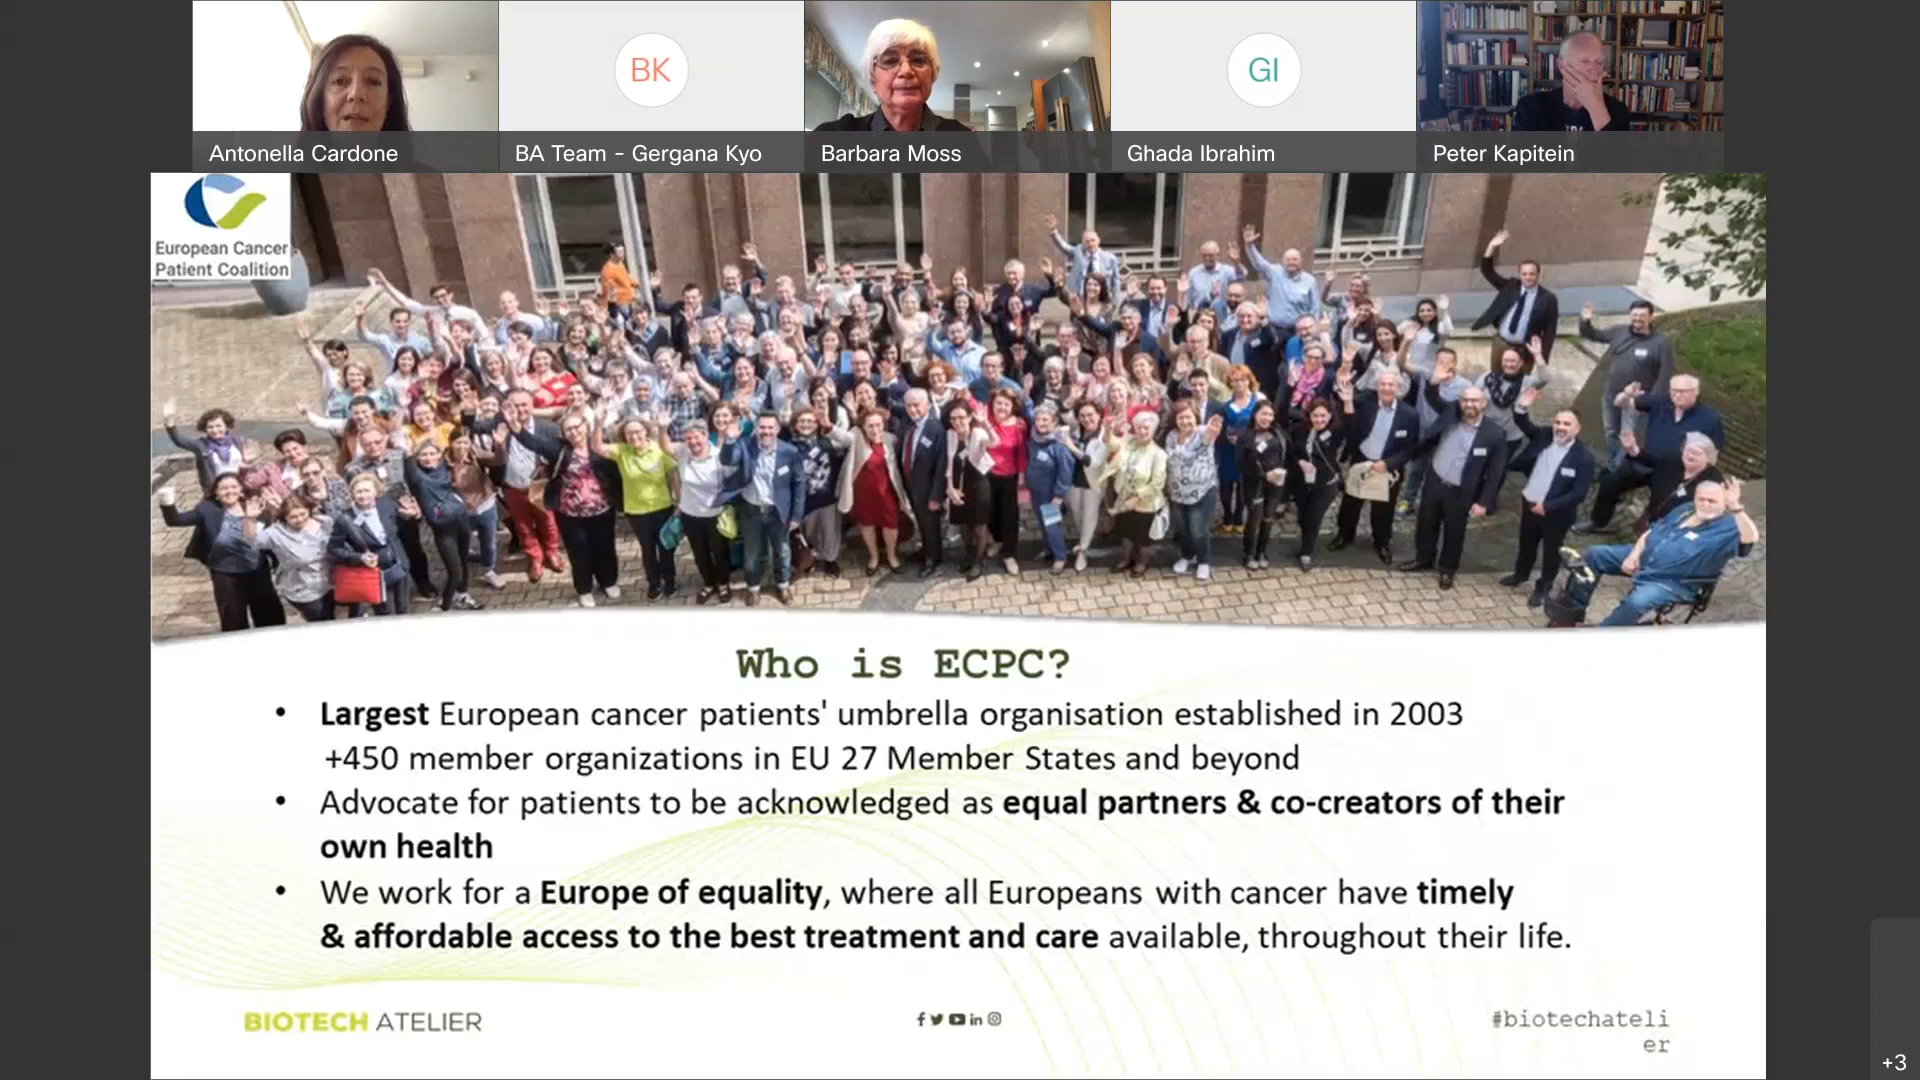 BK
GI
Antonella Cardone
BA Team - Gergana Kyo
Barbara Moss
Ghada Ibrahim
Peter Kapitein
European Cancer
Patient Coalition
Who is ECPC?
• Largest European cancer patients' umbrella organisation established in 2003
+450 member organizations in EU 27 Member States and beyond
• Advocate for patients to be acknowledged as equal partners & co-creators of their
own health
• We work for a Europe of equality, where all Europeans with cancer have timely
& affordable access to the best treatment and care available, throughout their life.
BIOTECH ATELIER
#biotechateli
er
+3